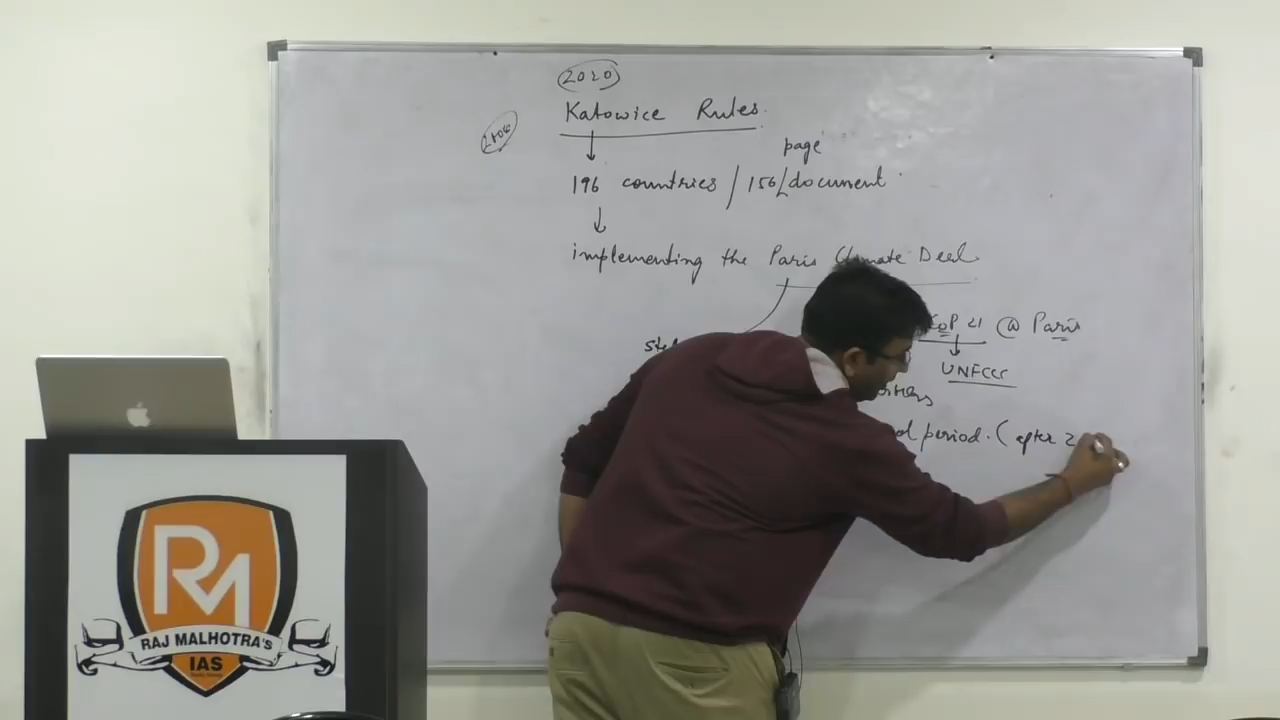 2020
Katowice Rules.
page
196 countries / 156/document
implementing the Paris Climate Deal
CoP 21 @ Paris
UNFCCC
period. (after 2
RM
RAJ MALHOTRA'S
IAS